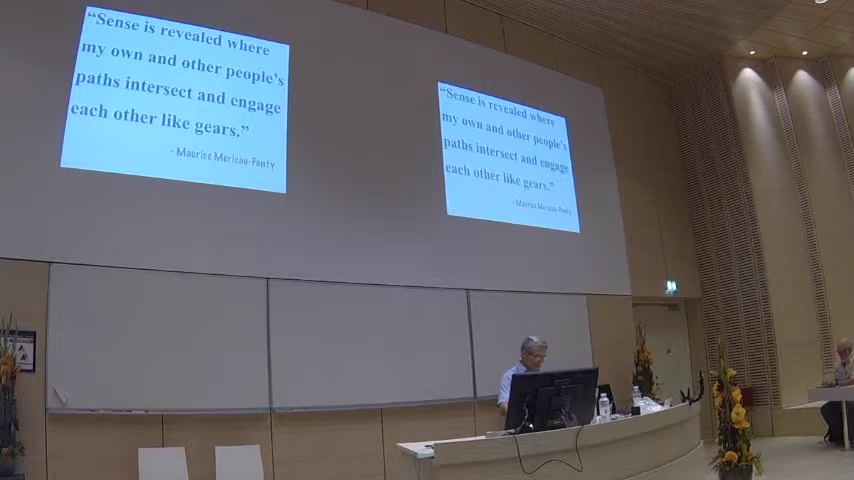 “Sense is revealed where
my own and other people’s
paths intersect and engage
each other like gears.”
- Maurice Mericau-Ponty
“Sense is revealed where
my own and other people’s
paths intersect and engage
each other like gears.”
- Maurice Mericau-Ponty